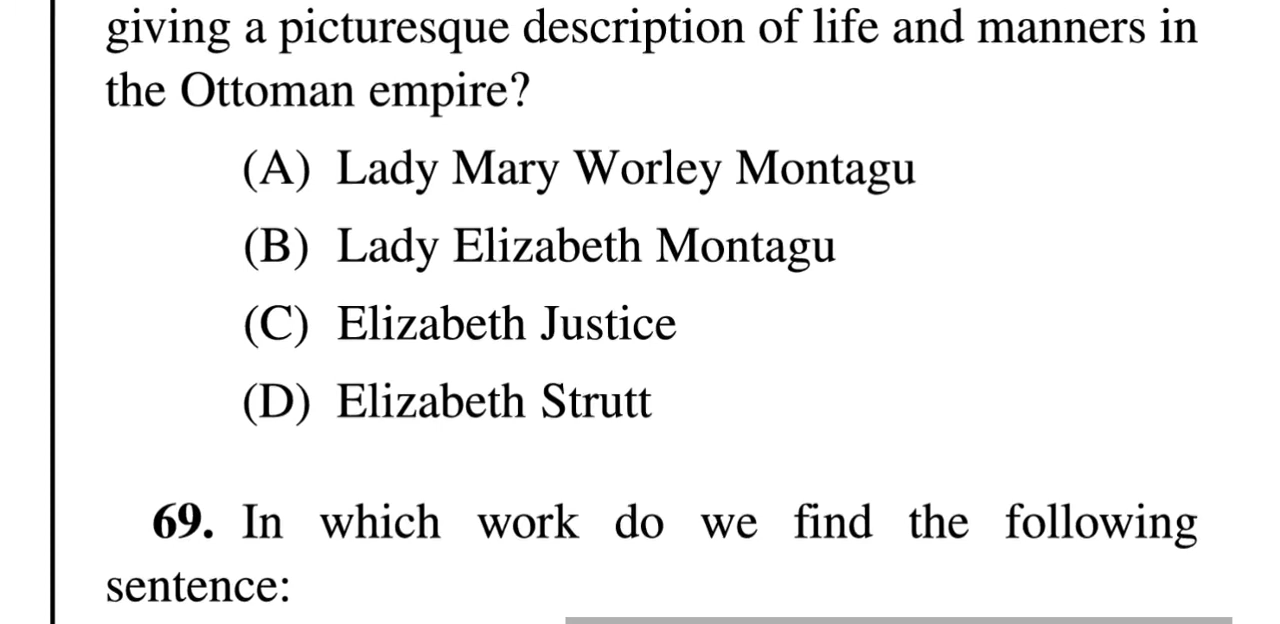 giving a picturesque description of life and manners in
the Ottoman empire?
(A) Lady Mary Worley Montagu
(B) Lady Elizabeth Montagu
(C) Elizabeth Justice
(D) Elizabeth Strutt
69. In which work do we find the following
sentence: